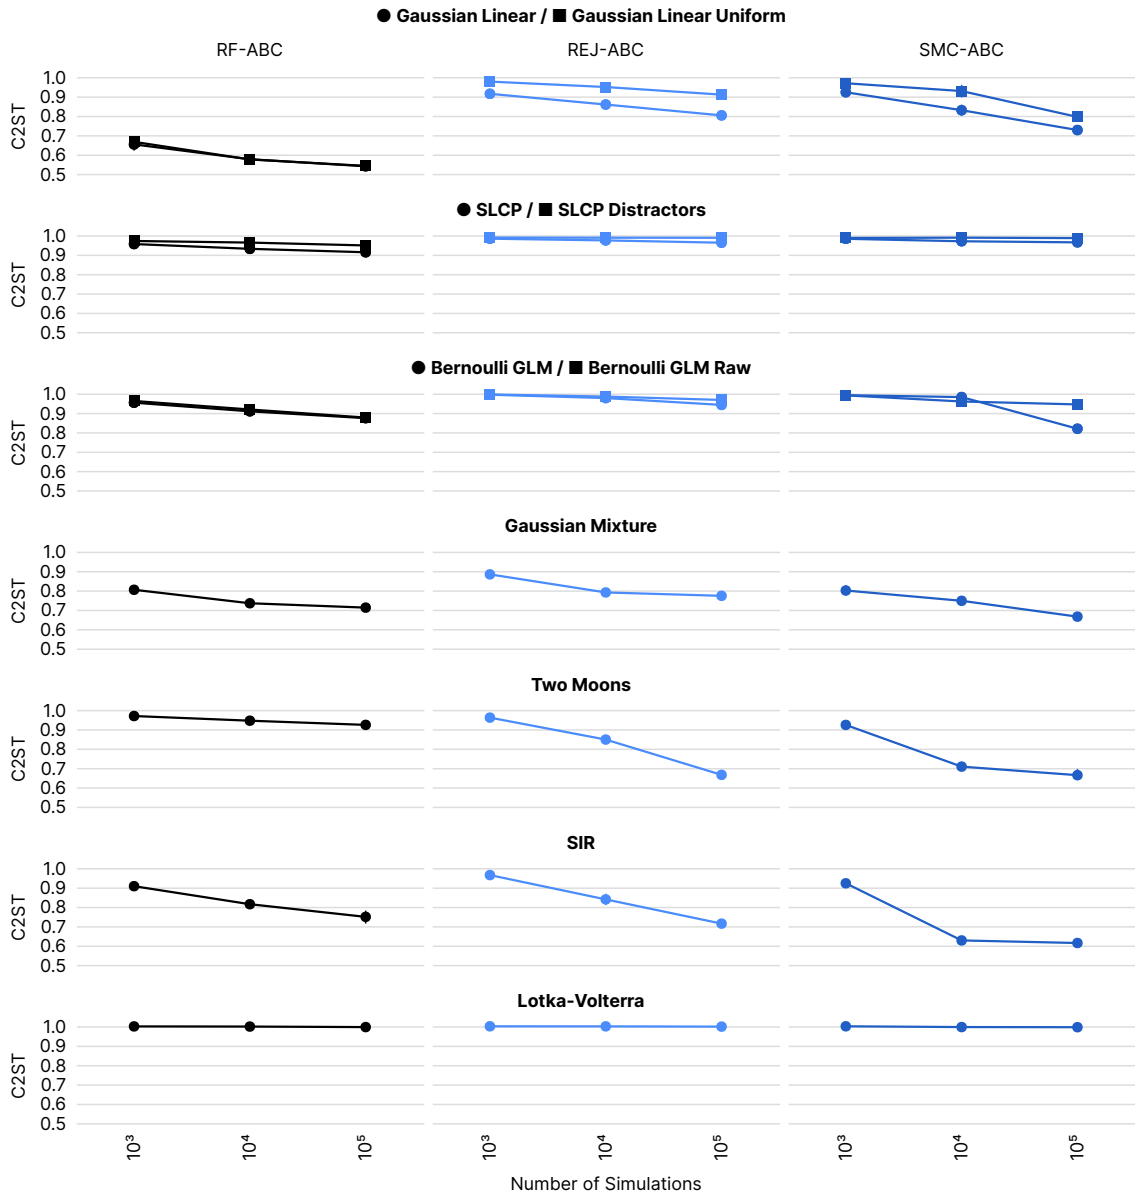 ● Gaussian Linear / ■ Gaussian Linear Uniform
RF-ABC REJ-ABC SMC-ABC
C2ST
1.0
0.9
0.8
0.7
0.6
0.5
● SLCP / ■ SLCP Distractors
C2ST
1.0
0.9
0.8
0.7
0.6
0.5
● Bernoulli GLM / ■ Bernoulli GLM Raw
C2ST
1.0
0.9
0.8
0.7
0.6
0.5
Gaussian Mixture
C2ST
1.0
0.9
0.8
0.7
0.6
0.5
Two Moons
C2ST
1.0
0.9
0.8
0.7
0.6
0.5
SIR
C2ST
1.0
0.9
0.8
0.7
0.6
0.5
Lotka-Volterra
C2ST
1.0
0.9
0.8
0.7
0.6
0.5
10³ 10⁴ 10⁵ 10³ 10⁴ 10⁵ 10³ 10⁴ 10⁵
Number of Simulations